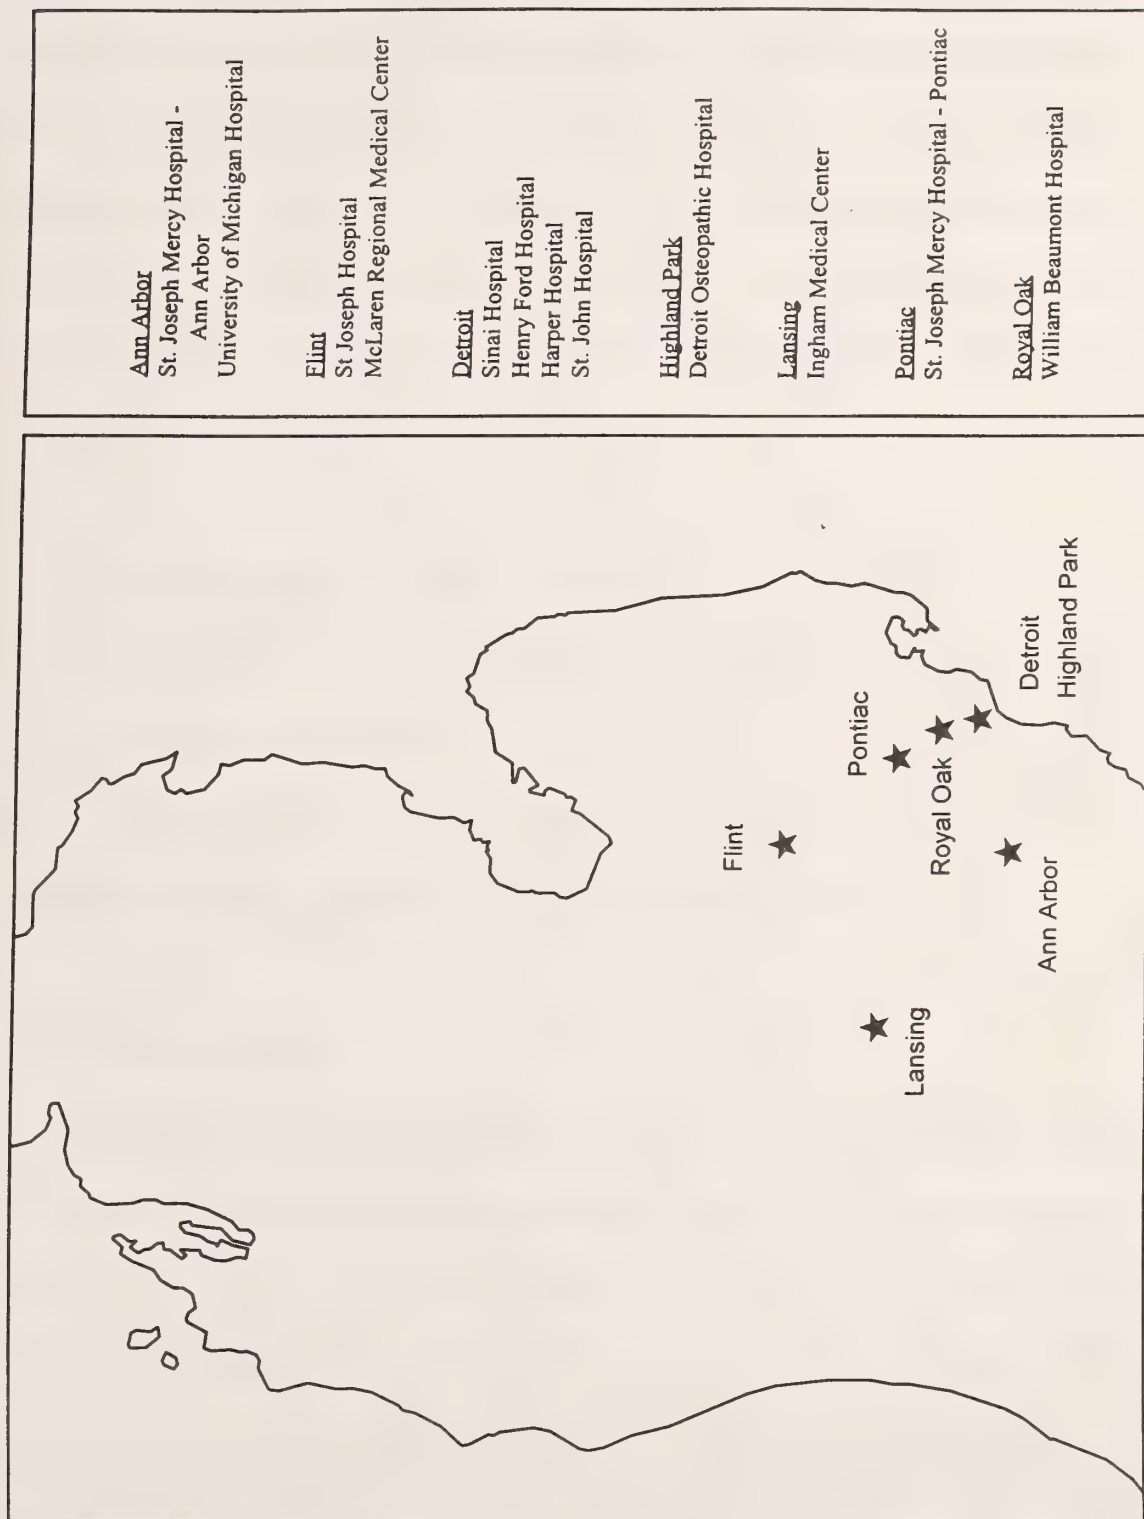 Ann Arbor
St. Joseph Mercy Hospital -
Ann Arbor
University of Michigan Hospital
Flint
St Joseph Hospital
McLaren Regional Medical Center
Detroit
Sinai Hospital
Henry Ford Hospital
Harper Hospital
St. John Hospital
Highland Park
Detroit Osteopathic Hospital
Lansing
Ingham Medical Center
Pontiac
St. Joseph Mercy Hospital - Pontiac
Royal Oak
William Beaumont Hospital
Flint
Pontiac
Lansing
Royal Oak
Detroit
Highland Park
Ann Arbor